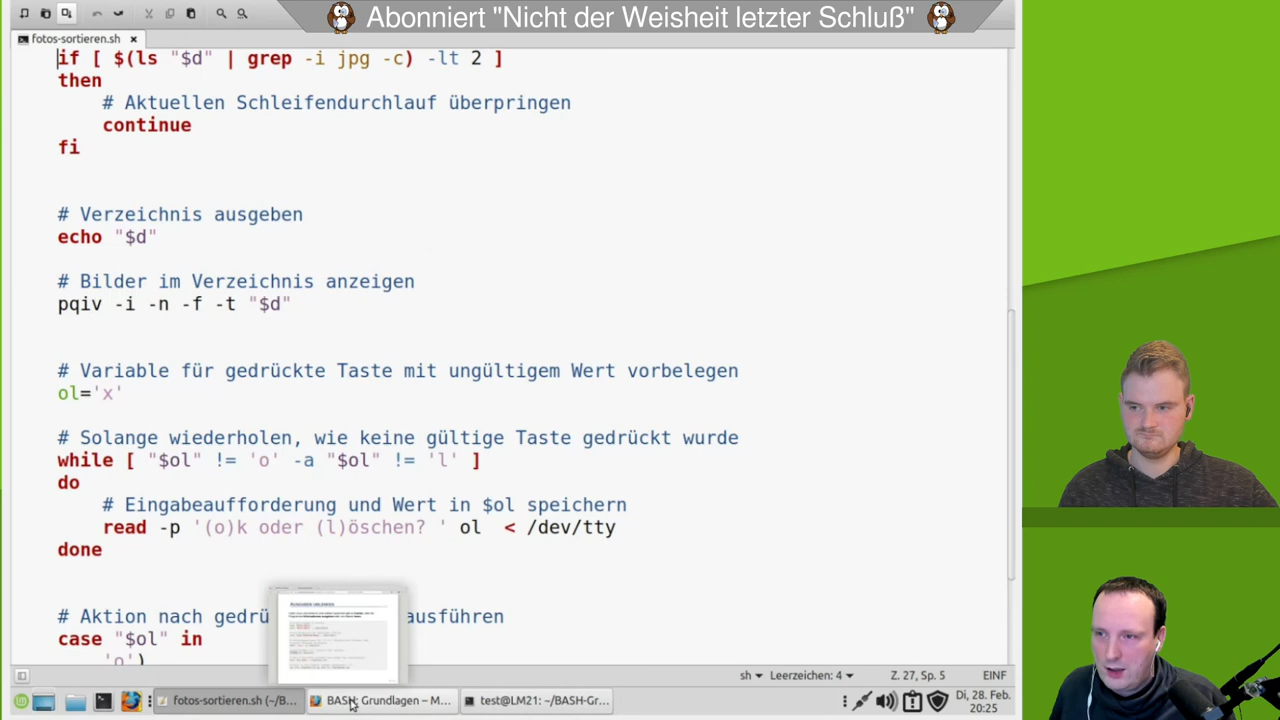 Abonniert "Nicht der Weisheit letzter Schluß"
fotos-sortieren.sh ×
if [ $(ls "$d" | grep -i jpg -c) -lt 2 ]
then
# Aktuellen Schleifendurchlauf überpringen
continue
fi
# Verzeichnis ausgeben
echo "$d"
# Bilder im Verzeichnis anzeigen
pqiv -i -n -f -t "$d"
# Variable für gedrückte Taste mit ungültigem Wert vorbelegen
ol='x'
# Solange wiederholen, wie keine gültige Taste gedrückt wurde
while [ "$ol" != 'o' -a "$ol" != 'l' ]
do
# Eingabeaufforderung und Wert in $ol speichern
read -p '(o)k oder (l)öschen? ' ol < /dev/tty
done
# Aktion nach gedrü ausführen
case "$ol" in
'o')
sh Leerzeichen: 4 Z. 27, Sp. 5 EINF
fotos-sortieren.sh (~/B... BASH: Grundlagen – M... test@LM21: ~/BASH-Gr... Di, 28. Feb.
20:25